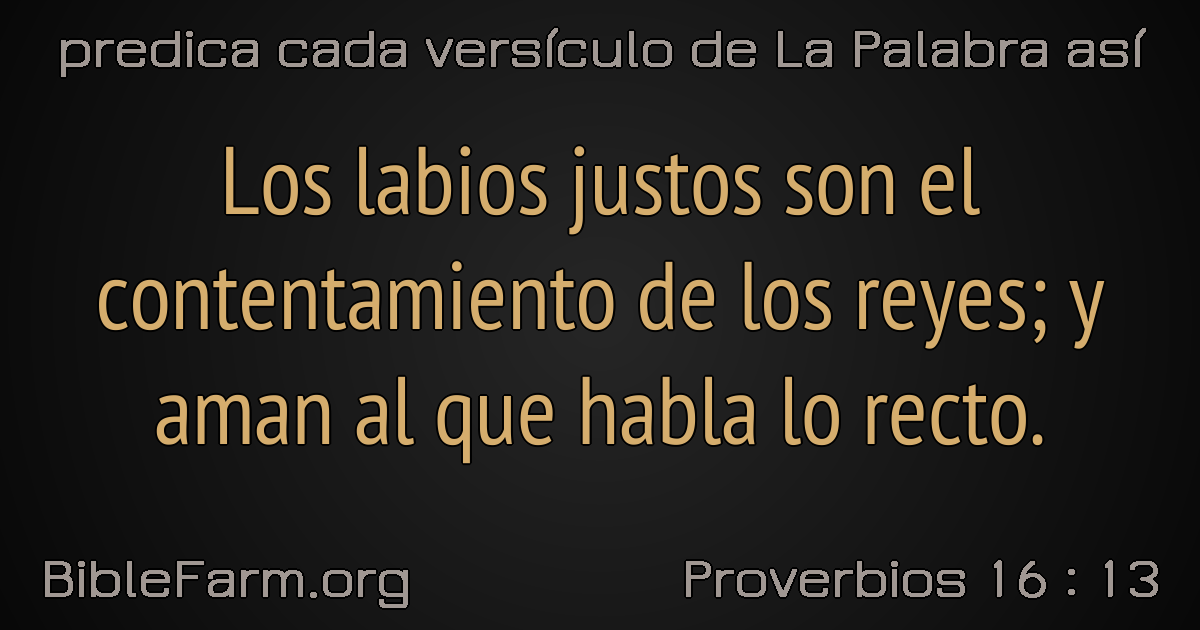 predica cada versículo de La Palabra así
Los labios justos son el
contentamiento de los reyes; y
aman al que habla lo recto.
BibleFarm.org
Proverbios 16 : 13